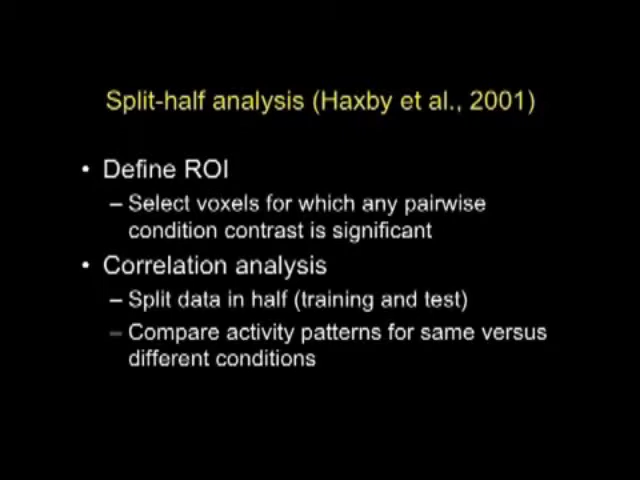 Split-half analysis (Haxby et al., 2001)
• Define ROI
– Select voxels for which any pairwise
condition contrast is significant
• Correlation analysis
– Split data in half (training and test)
– Compare activity patterns for same versus
different conditions